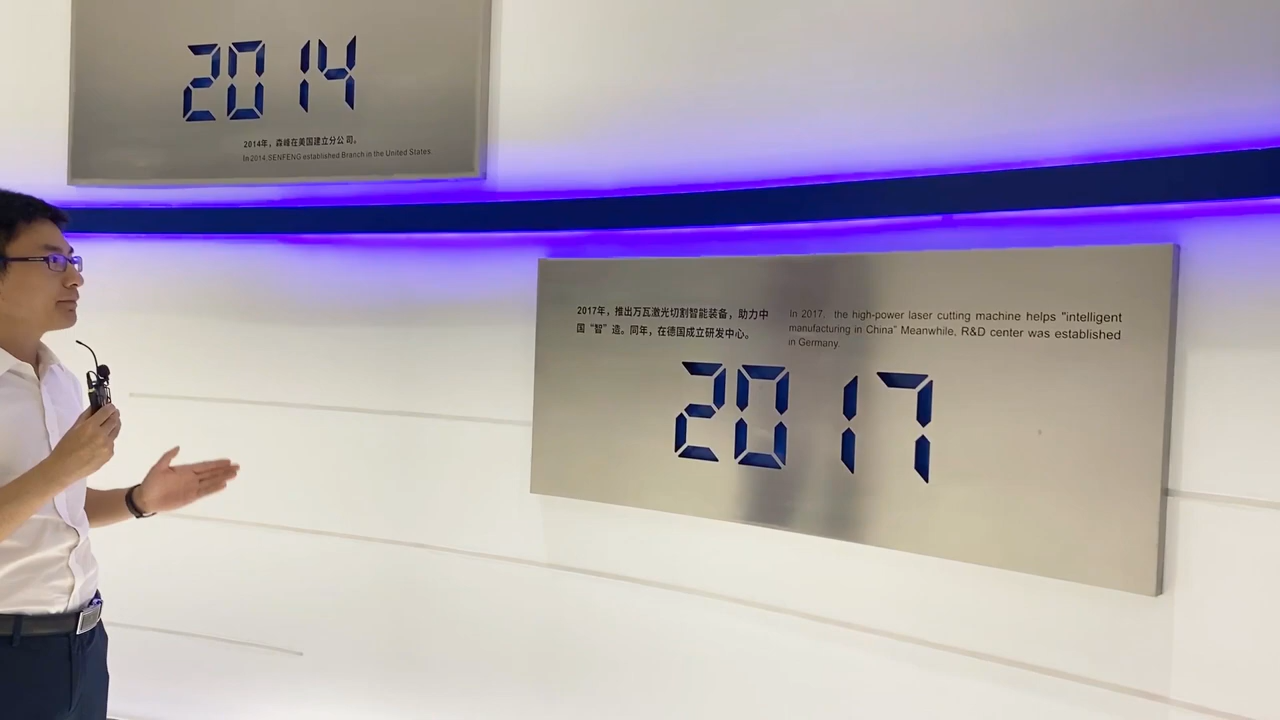 2014
2014年，森峰在美国建立分公司。
In 2014 SENFENG established Branch in the United States.
2017年，推出万瓦激光切割智能装备，助力中
国“智”造。同年，在德国成立研发中心。
In 2017, the high-power laser cutting machine helps "intelligent
manufacturing in China" Meanwhile, R&D center was established
in Germany.
2017